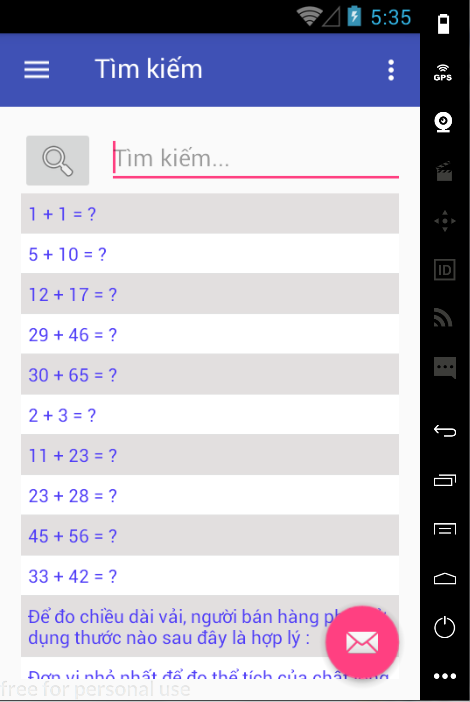 5:35
Tìm kiếm
GPS
Tìm kiếm...
1 + 1 = ?
5 + 10 = ?
12 + 17 = ?
29 + 46 = ?
ID
30 + 65 = ?
2 + 3 = ?
11 + 23 = ?
23 + 28 = ?
45 + 56 = ?
33 + 42 = ?
Để đo chiều dài vải, người bán hàng
dụng thước nào sau đây là hợp lý :
Đơn vị nhỏ nhất để đo thể tích của chất
free for personal use